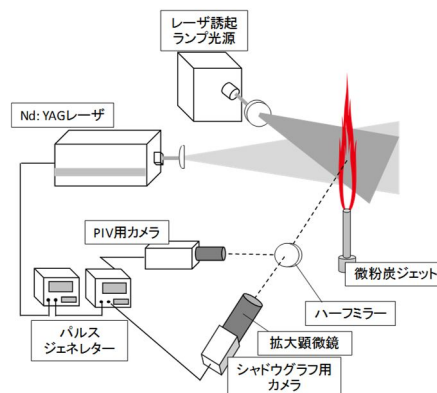 レーザ誘起
ランプ光源
Nd: YAGレーザ
PIV用カメラ
微粉炭ジェット
ハーフミラー
パルス
ジェネレター
拡大顕微鏡
シャドウグラフ用
カメラ